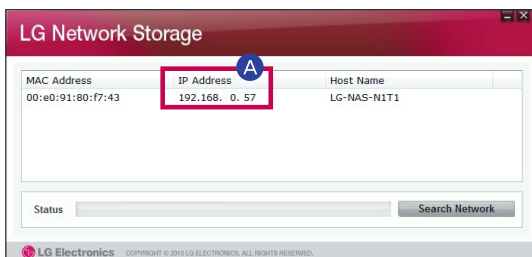 LG Network Storage
A
MAC Address IP Address Host Name
00:e0:91:80:f7:43 192.168. 0. 57 LG-NAS-N1T1
Status Search Network
LG Electronics COPYRIGHT © 2010 LG ELECTRONICS, ALL RIGHTS RESERVED.